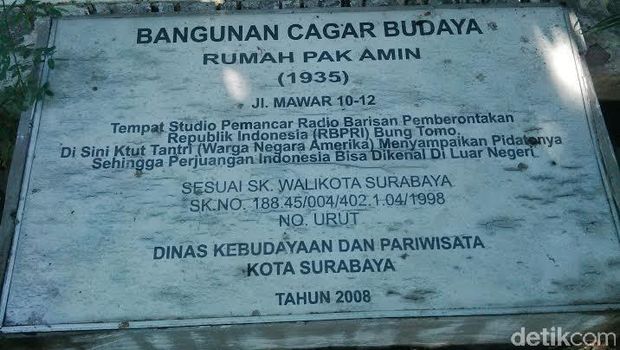 BANGUNAN CAGAR BUDAYA
RUMAH PAK AMIN
(1935)
Jl. MAWAR 10-12
Tempat Studio Pemancar Radio Barisan Pemberontakan
Republik Indonesia (RBPRI) Bung Tomo.
Di Sini Ktut Tantri (Warga Negara Amerika) Menyampaikan Pidatonya
Sehingga Perjuangan Indonesia Bisa Dikenal Di Luar Negeri
SESUAI SK. WALIKOTA SURABAYA
SK.NO. 188.45/004/402.1.04/1998
NO. URUT
DINAS KEBUDAYAAN DAN PARIWISATA
KOTA SURABAYA
TAHUN 2008
detikcom